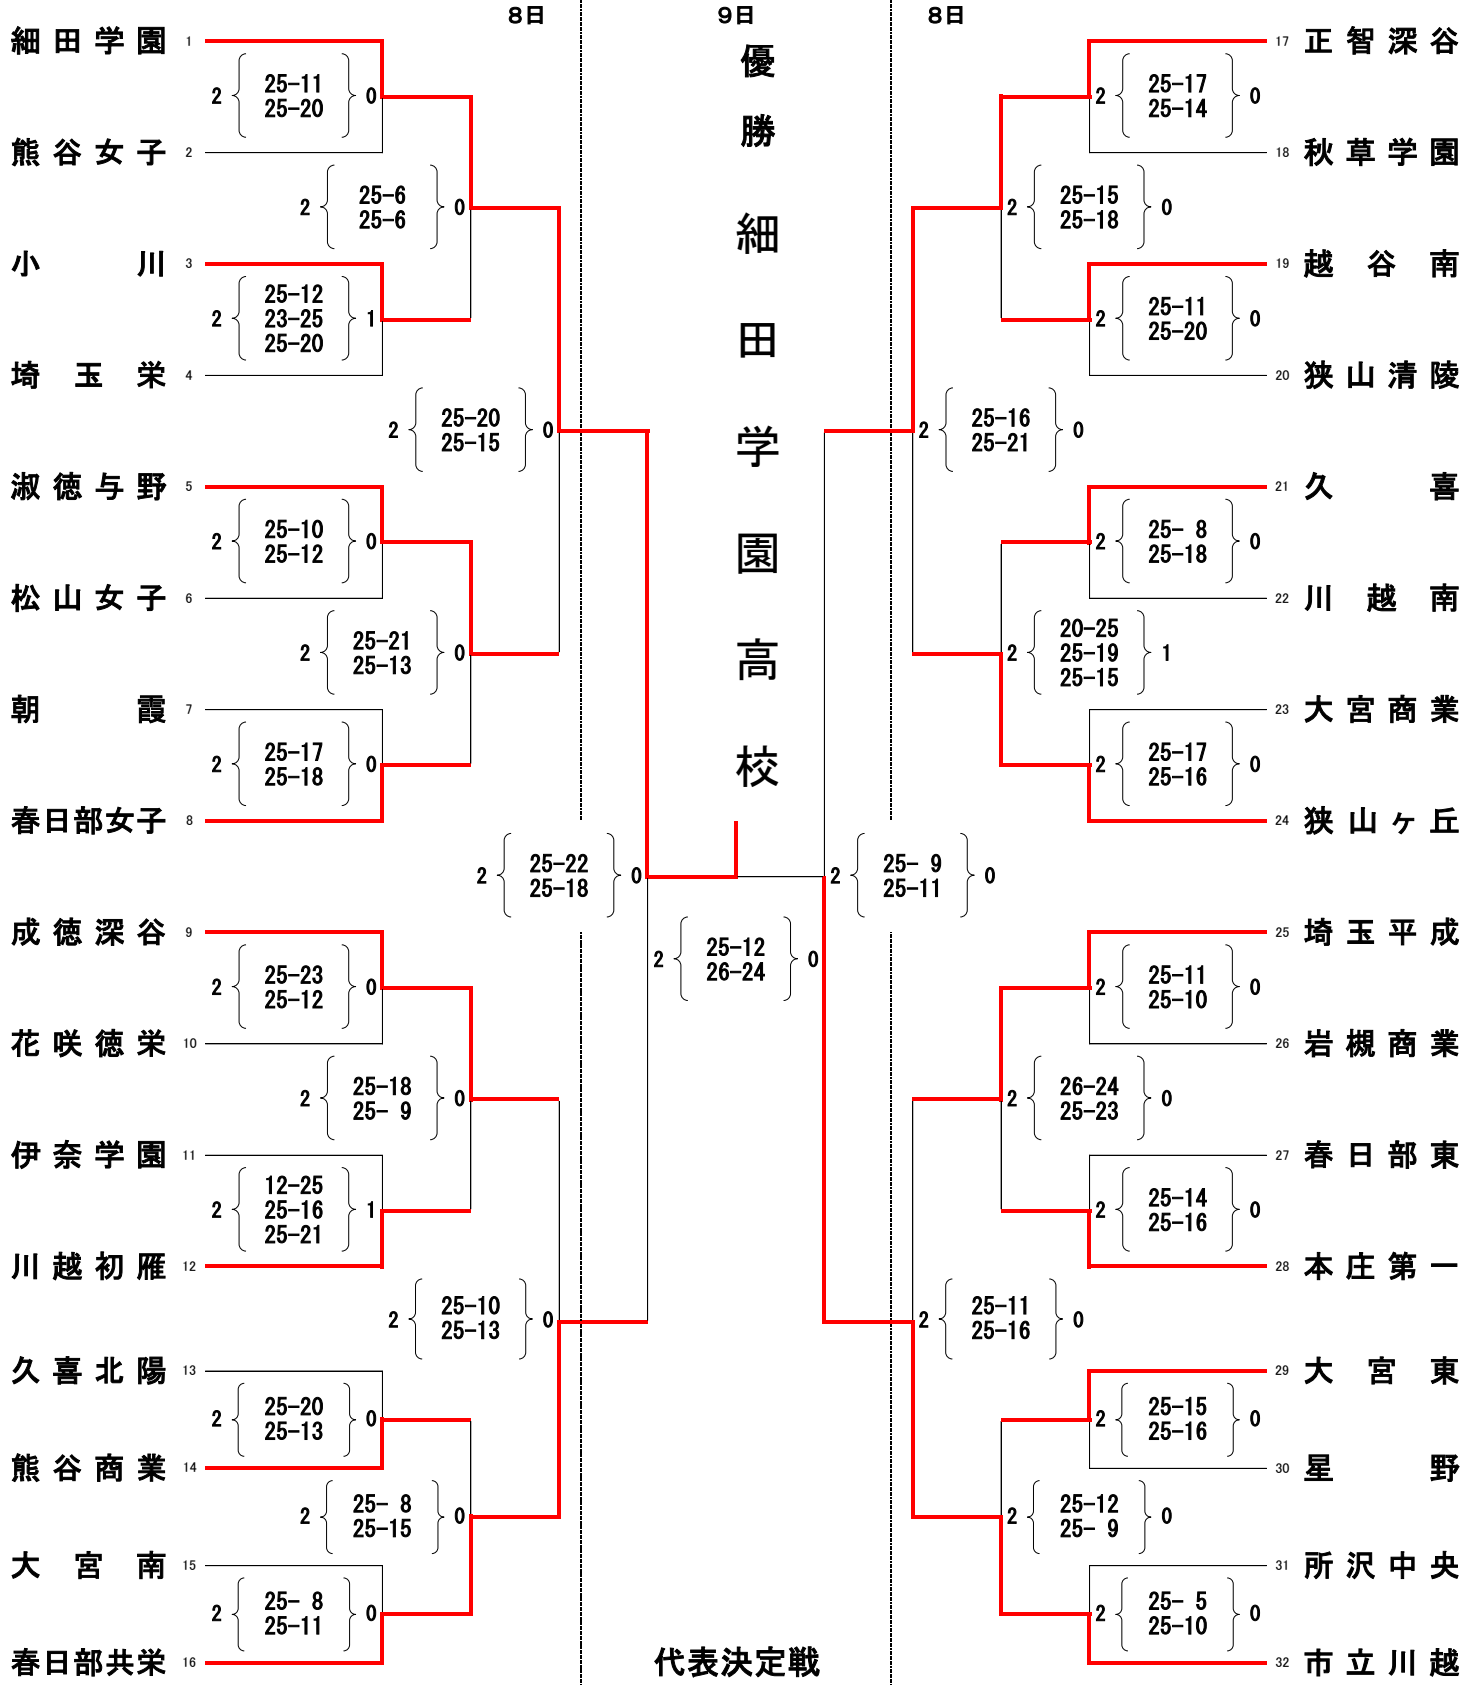 8日
9日
8日
優勝
細田学園高校
細田学園 1
2 25-11 0
25-20
熊谷女子 2
2 25-6 0
25-6
小川 3
2 25-12 1
23-25
25-20
埼玉栄 4
2 25-20 0
25-15
淑徳与野 5
2 25-10 0
25-12
松山女子 6
2 25-21 0
25-13
朝霞 7
2 25-17 0
25-18
春日部女子 8
2 25-22 0
25-18
成徳深谷 9
2 25-23 0
25-12
花咲徳栄 10
2 25-18 0
25- 9
伊奈学園 11
2 12-25 1
25-16
25-21
川越初雁 12
2 25-10 0
25-13
久喜北陽 13
2 25-20 0
25-13
熊谷商業 14
2 25- 8 0
25-15
大宮南 15
2 25- 8 0
25-11
春日部共栄 16
2 25-12 0
26-24
代表決定戦
17 正智深谷
2 25-17 0
25-14
18 秋草学園
2 25-15 0
25-18
19 越谷南
2 25-11 0
25-20
20 狭山清陵
2 25-16 0
25-21
21 久喜
2 25- 8 0
25-18
22 川越南
2 20-25 1
25-19
25-15
23 大宮商業
2 25-17 0
25-16
24 狭山ヶ丘
2 25- 9 0
25-11
25 埼玉平成
2 25-11 0
25-10
26 岩槻商業
2 26-24 0
25-23
27 春日部東
2 25-14 0
25-16
28 本庄第一
2 25-11 0
25-16
29 大宮東
2 25-15 0
25-16
30 星野
2 25-12 0
25- 9
31 所沢中央
2 25- 5 0
25-10
32 市立川越